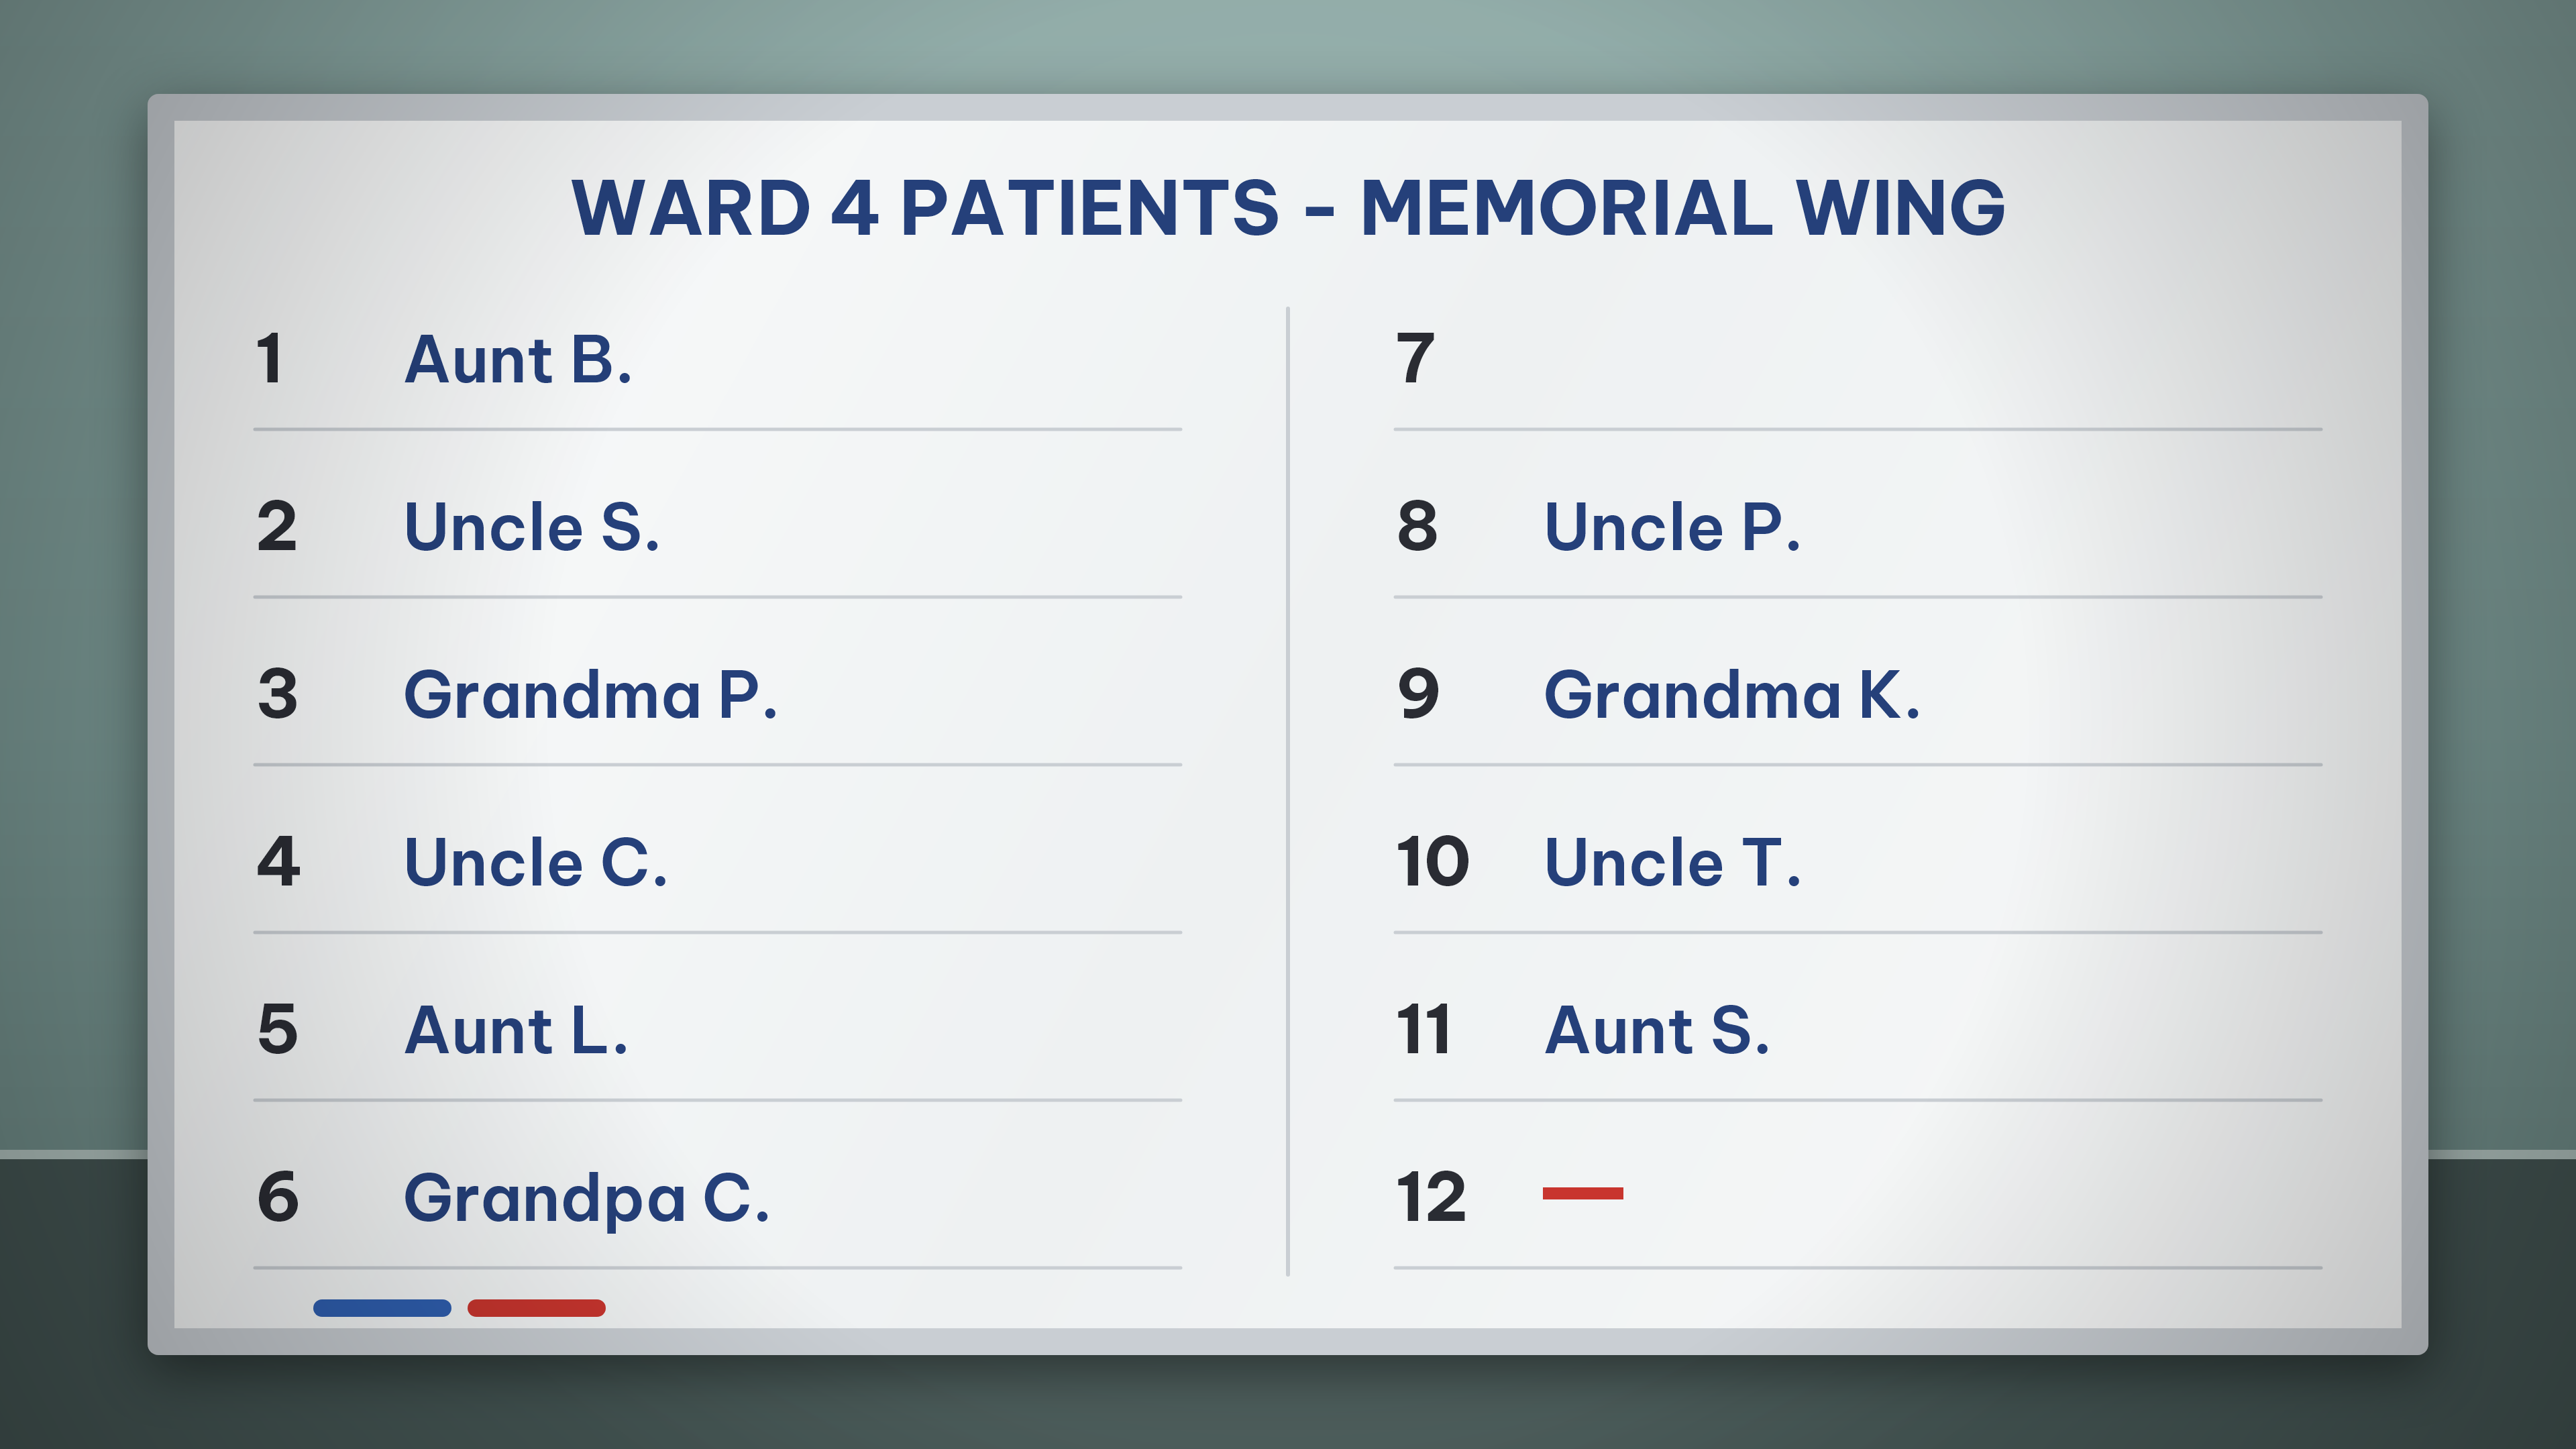 WARD 4 PATIENTS - MEMORIAL WING
1 Aunt B.
2 Uncle S.
3 Grandma P.
4 Uncle C.
5 Aunt L.
6 Grandpa C.
7
8 Uncle P.
9 Grandma K.
10 Uncle T.
11 Aunt S.
12 —